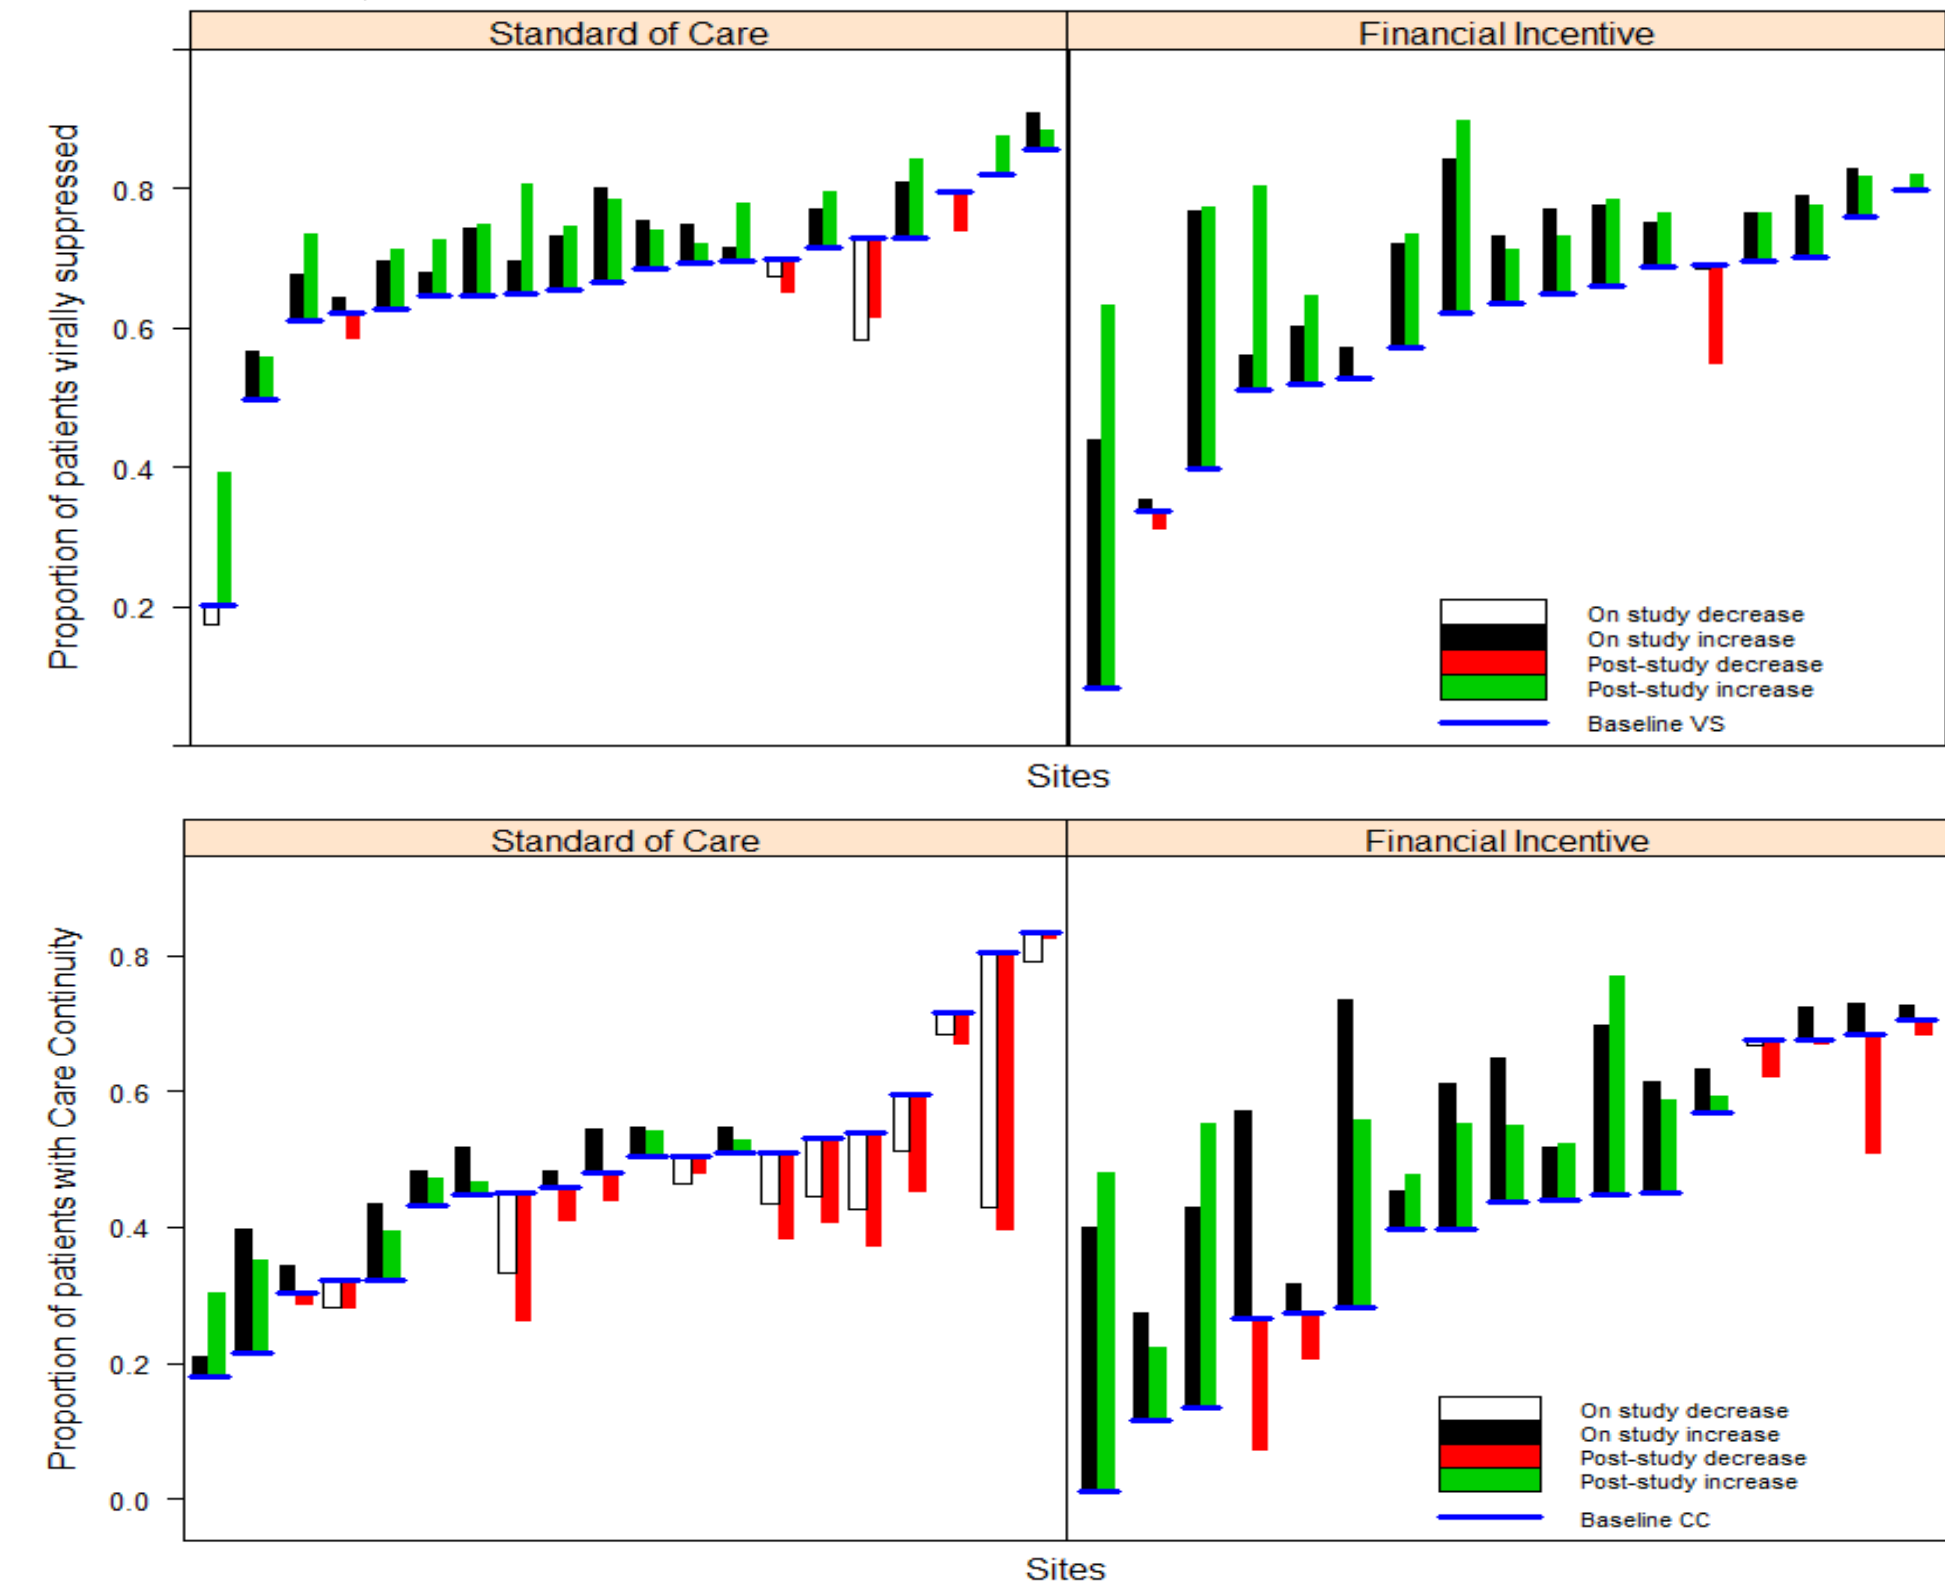 Standard of Care
Financial Incentive
Proportion of patients virally suppressed
0.8
0.6
0.4
0.2
On study decrease
On study increase
Post-study decrease
Post-study increase
Baseline VS
Sites
Standard of Care
Financial Incentive
Proportion of patients with Care Continuity
0.8
0.6
0.4
0.2
0.0
On study decrease
On study increase
Post-study decrease
Post-study increase
Baseline CC
Sites